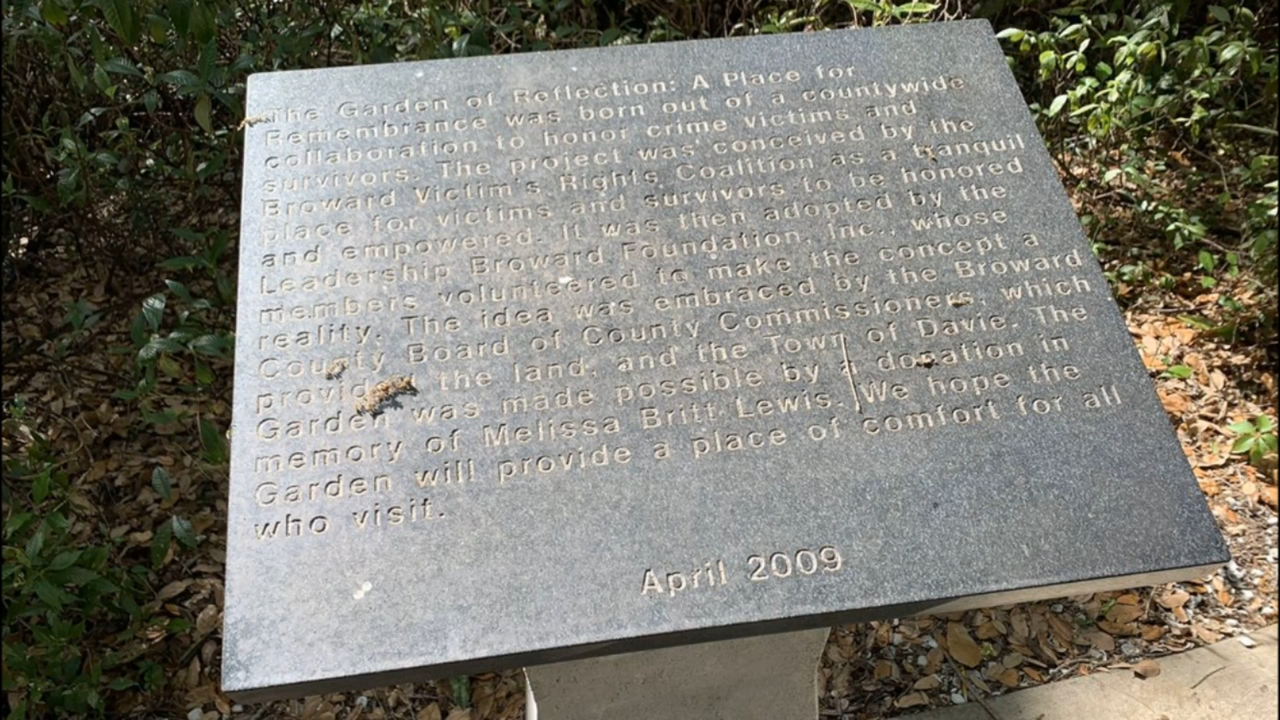 The Garden of Reflection: A Place for
Remembrance was born out of a countywide
collaboration to honor crime victims and
survivors. The project was conceived by the
Broward Victim's Rights Coalition as a tranquil
place for victims and survivors to be honored
and empowered. It was then adopted by the
Leadership Broward Foundation, Inc., whose
members volunteered to make the concept a
reality. The idea was embraced by the Broward
County Board of County Commissioners, which
provided the land, and the Town of Davie. The
Garden was made possible by a donation in
memory of Melissa Britt Lewis. We hope the
Garden will provide a place of comfort for all
who visit.
April 2009